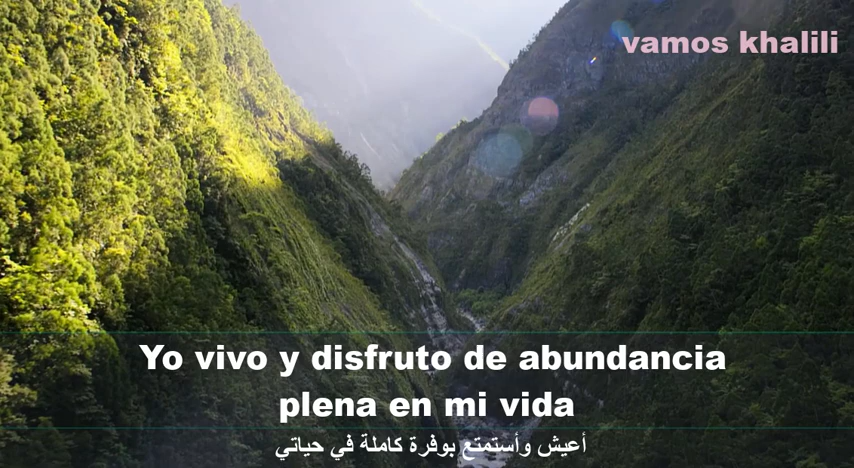 vamos khalili
Yo vivo y disfruto de abundancia
plena en mi vida
أعيش وأستمتع بوفرة كاملة في حياتي